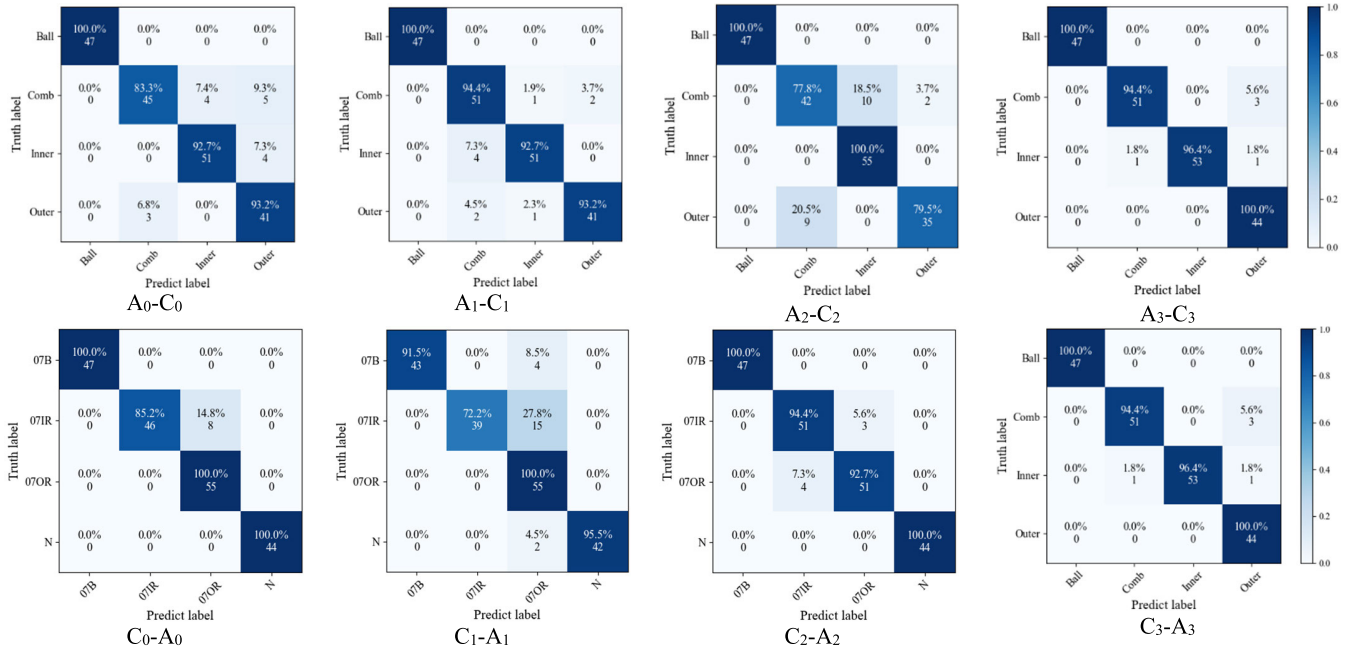 Truth label
Ball
100.0% 0.0% 0.0% 0.0%
47 0 0 0
Comb
0.0% 83.3% 7.4% 9.3%
0 45 4 5
Inner
0.0% 0.0% 92.7% 7.3%
0 0 51 4
Outer
0.0% 6.8% 0.0% 93.2%
0 3 0 41
Ball Comb Inner Outer
Predict label
A0-C0
Truth label
Ball
100.0% 0.0% 0.0% 0.0%
47 0 0 0
Comb
0.0% 94.4% 1.9% 3.7%
0 51 1 2
Inner
0.0% 7.3% 92.7% 0.0%
0 4 51 0
Outer
0.0% 4.5% 2.3% 93.2%
0 2 1 41
Ball Comb Inner Outer
Predict label
A1-C1
Truth label
Ball
100.0% 0.0% 0.0% 0.0%
47 0 0 0
Comb
0.0% 77.8% 18.5% 3.7%
0 42 10 2
Inner
0.0% 0.0% 100.0% 0.0%
0 0 55 0
Outer
0.0% 20.5% 0.0% 79.5%
0 9 0 35
Ball Comb Inner Outer
Predict label
A2-C2
Truth label
Ball
100.0% 0.0% 0.0% 0.0%
47 0 0 0
Comb
0.0% 94.4% 0.0% 5.6%
0 51 0 3
Inner
0.0% 1.8% 96.4% 1.8%
0 1 53 1
Outer
0.0% 0.0% 0.0% 100.0%
0 0 0 44
Ball Comb Inner Outer
Predict label
A3-C3
1.0
0.8
0.6
0.4
0.2
0.0
Truth label
07B
100.0% 0.0% 0.0% 0.0%
47 0 0 0
07IR
0.0% 85.2% 14.8% 0.0%
0 46 8 0
07OR
0.0% 0.0% 100.0% 0.0%
0 0 55 0
N
0.0% 0.0% 0.0% 100.0%
0 0 0 44
07B 07IR 07OR N
Predict label
C0-A0
Truth label
07B
91.5% 0.0% 8.5% 0.0%
43 0 4 0
07IR
0.0% 72.2% 27.8% 0.0%
0 39 15 0
07OR
0.0% 0.0% 100.0% 0.0%
0 0 55 0
N
0.0% 0.0% 4.5% 95.5%
0 0 2 42
07B 07IR 07OR N
Predict label
C1-A1
Truth label
07B
100.0% 0.0% 0.0% 0.0%
47 0 0 0
07IR
0.0% 94.4% 5.6% 0.0%
0 51 3 0
07OR
0.0% 7.3% 92.7% 0.0%
0 4 51 0
N
0.0% 0.0% 0.0% 100.0%
0 0 0 44
07B 07IR 07OR N
Predict label
C2-A2
Truth label
Ball
100.0% 0.0% 0.0% 0.0%
47 0 0 0
Comb
0.0% 94.4% 0.0% 5.6%
0 51 0 3
Inner
0.0% 1.8% 96.4% 1.8%
0 1 53 1
Outer
0.0% 0.0% 0.0% 100.0%
0 0 0 44
Ball Comb Inner Outer
Predict label
C3-A3
1.0
0.8
0.6
0.4
0.2
0.0